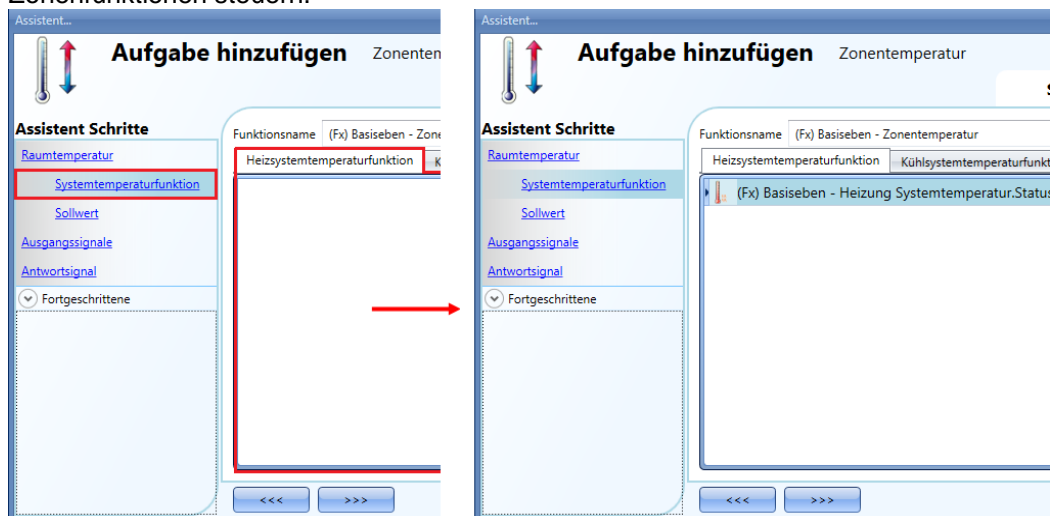 Zonenfunktionen steuern.
Assistent...
Aufgabe hinzufügen Zonentem
Assistent Schritte
Raumtemperatur
Systemtemperaturfunktion
Sollwert
Ausgangssignale
Antwortsignal
Fortgeschrittene
Funktionsname (Fx) Basiseben - Zone
Heizsystemtemperaturfunktion K
<<< >>>
Assistent...
Aufgabe hinzufügen Zonentemperatur
Assistent Schritte
Raumtemperatur
Systemtemperaturfunktion
Sollwert
Ausgangssignale
Antwortsignal
Fortgeschrittene
Funktionsname (Fx) Basiseben - Zonentemperatur
Heizsystemtemperaturfunktion Kühlsystemtemperaturfunkt
(Fx) Basiseben - Heizung Systemtemperatur.Status
<<< >>>